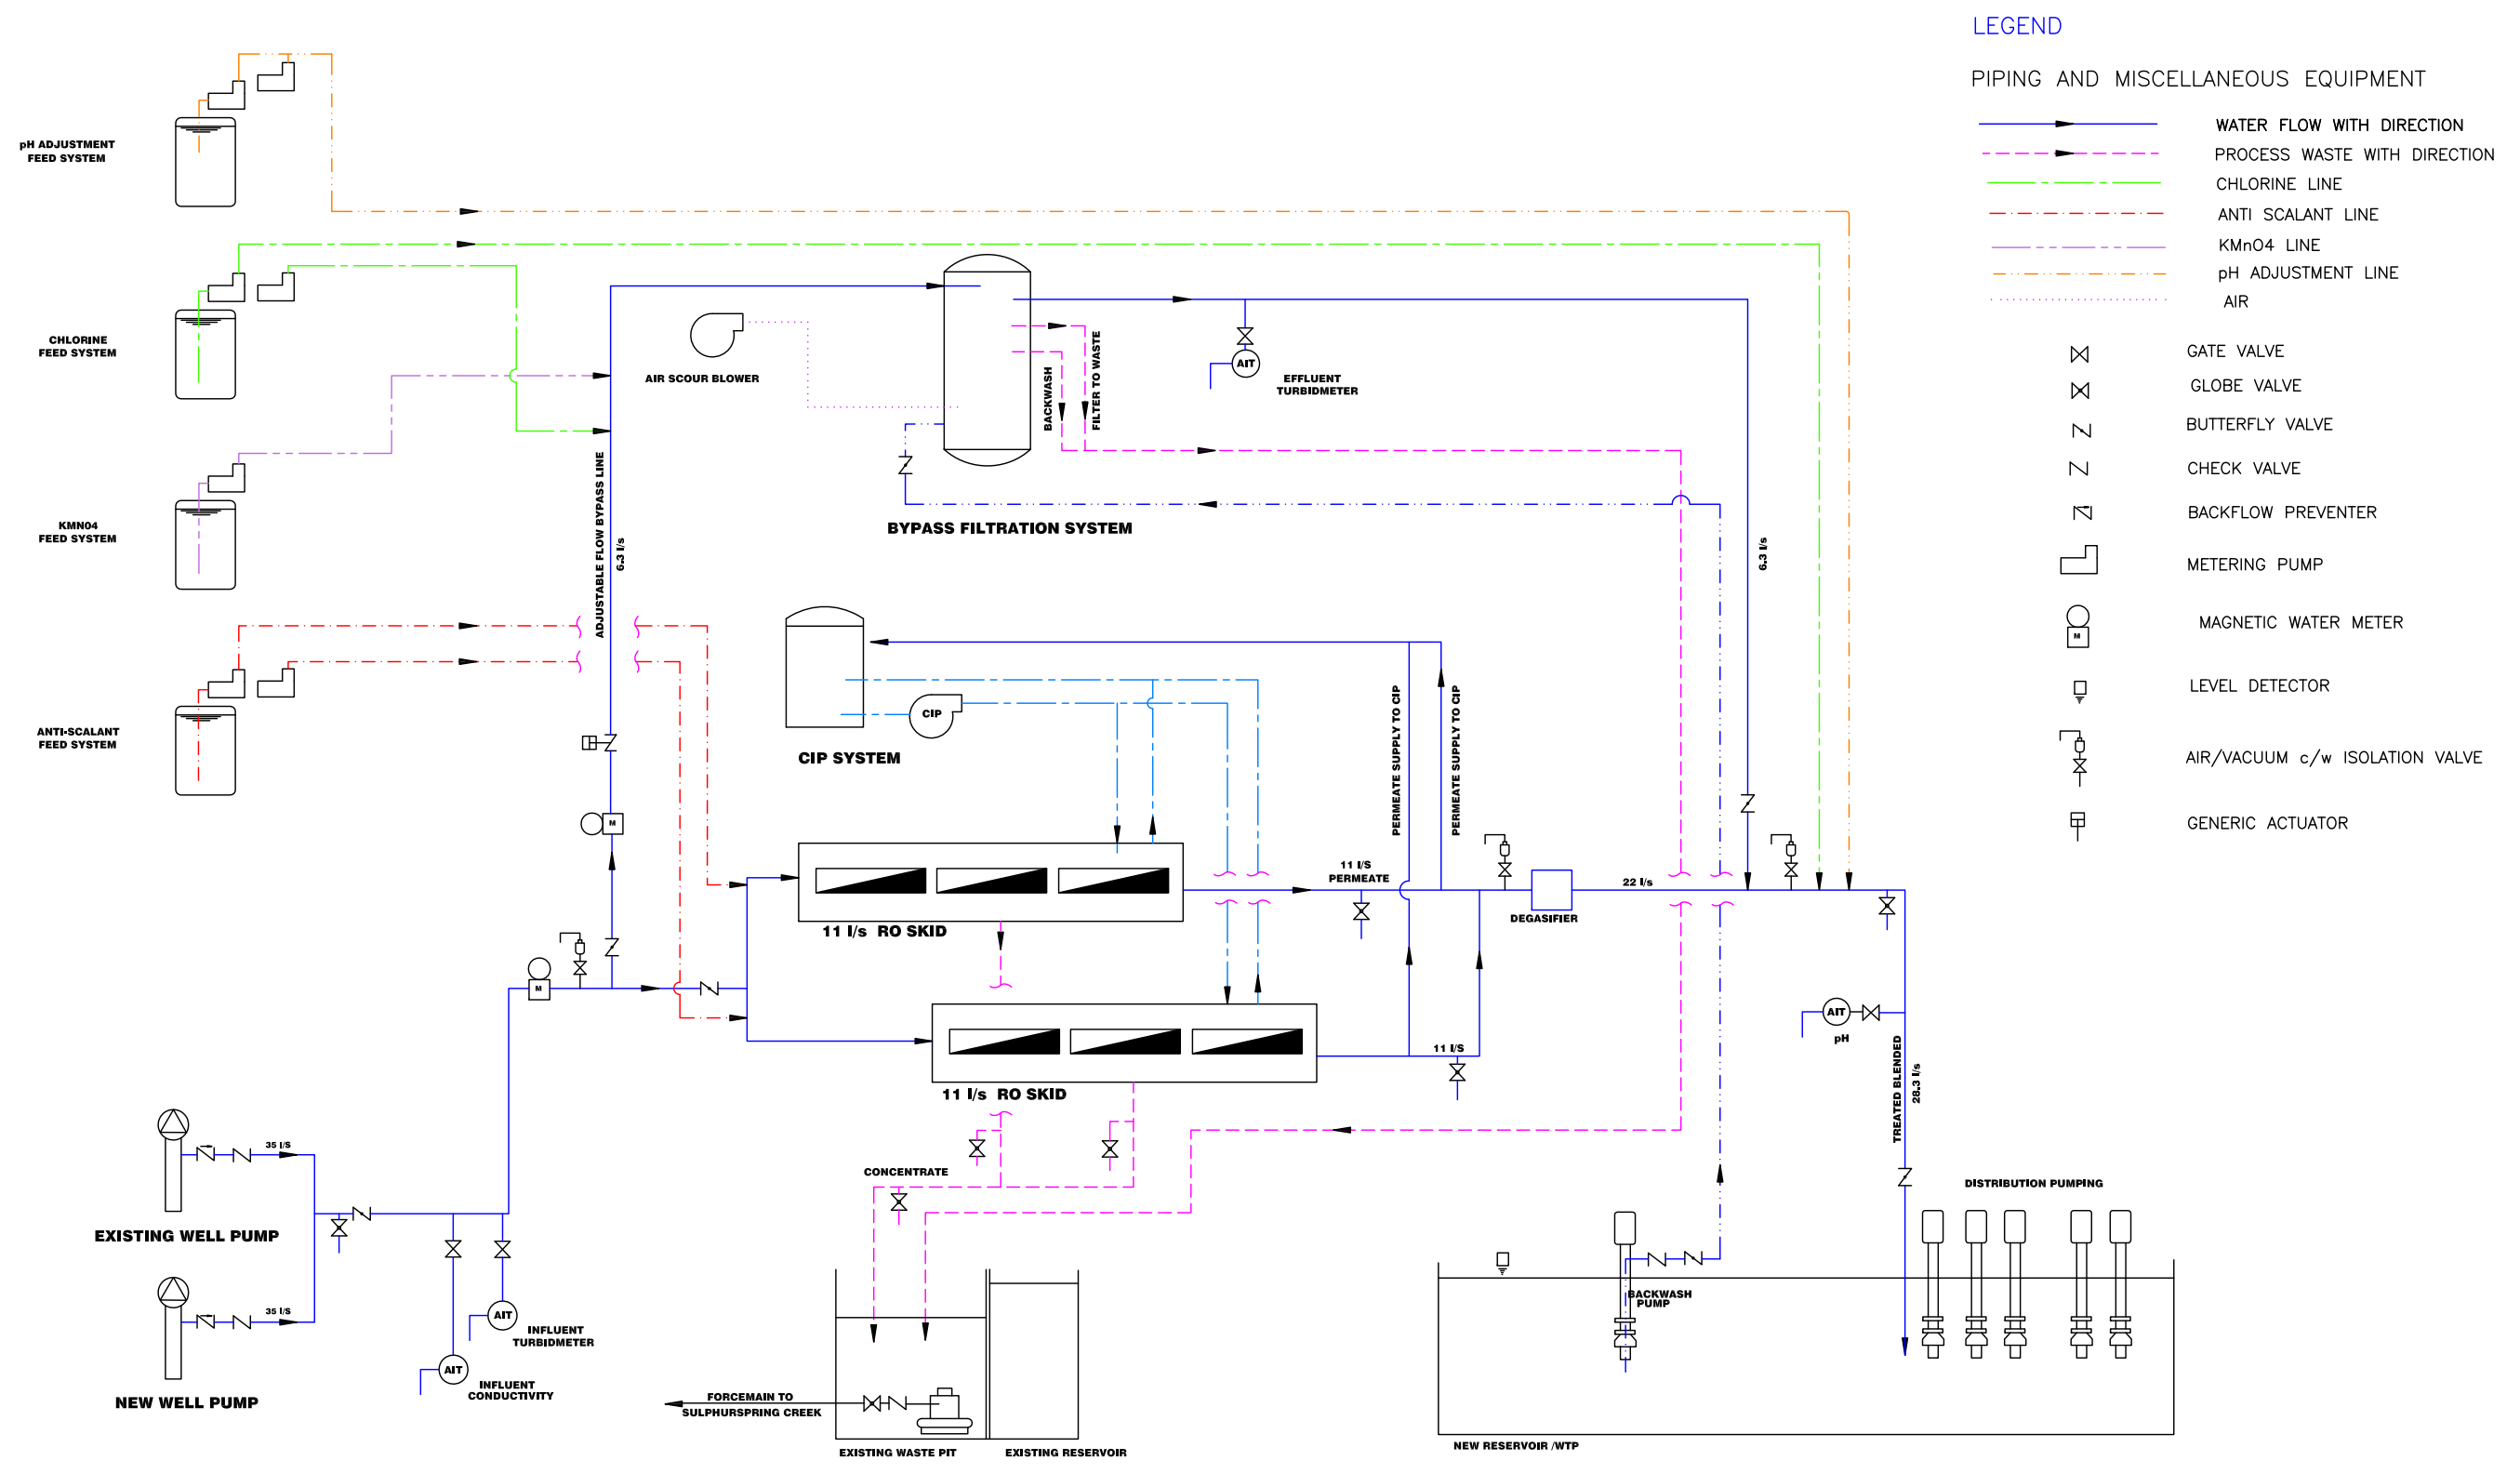 LEGEND
PIPING AND MISCELLANEOUS EQUIPMENT
WATER FLOW WITH DIRECTION
PROCESS WASTE WITH DIRECTION
CHLORINE LINE
ANTI SCALANT LINE
KMnO4 LINE
pH ADJUSTMENT LINE
AIR
GATE VALVE
GLOBE VALVE
BUTTERFLY VALVE
CHECK VALVE
BACKFLOW PREVENTER
METERING PUMP
M
MAGNETIC WATER METER
LEVEL DETECTOR
AIR/VACUUM c/w ISOLATION VALVE
GENERIC ACTUATOR
pH ADJUSTMENT
FEED SYSTEM
CHLORINE
FEED SYSTEM
KMN04
FEED SYSTEM
ANTI-SCALANT
FEED SYSTEM
AIR SCOUR BLOWER
BACKWASH
FILTER TO WASTE
AIT
EFFLUENT
TURBIDMETER
BYPASS FILTRATION SYSTEM
ADJUSTABLE FLOW BYPASS LINE
6.3 l/s
6.3 l/s
CIP
CIP SYSTEM
PERMEATE SUPPLY TO CIP
PERMEATE SUPPLY TO CIP
M
11 l/s RO SKID
11 l/S
PERMEATE
DEGASIFIER
22 l/s
M
11 l/s RO SKID
11 l/S
AIT
pH
TREATED BLENDED
28.3 l/s
35 l/S
EXISTING WELL PUMP
35 l/S
NEW WELL PUMP
AIT
INFLUENT
TURBIDMETER
AIT
INFLUENT
CONDUCTIVITY
CONCENTRATE
FORCEMAIN TO
SULPHURSPRING CREEK
EXISTING WASTE PIT
EXISTING RESERVOIR
DISTRIBUTION PUMPING
BACKWASH
PUMP
NEW RESERVOIR /WTP